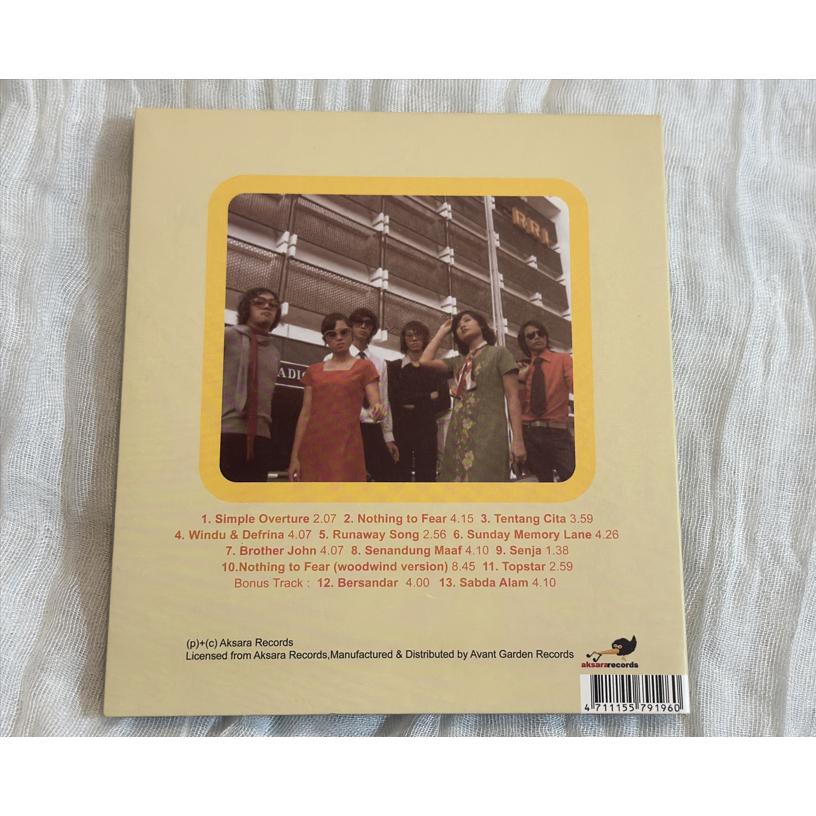 RRI
ADIO
1. Simple Overture 2.07 2. Nothing to Fear 4.15 3. Tentang Cita 3.59
4. Windu & Defrina 4.07 5. Runaway Song 2.56 6. Sunday Memory Lane 4.26
7. Brother John 4.07 8. Senandung Maaf 4.10 9. Senja 1.38
10.Nothing to Fear (woodwind version) 8.45 11. Topstar 2.59
Bonus Track : 12. Bersandar 4.00 13. Sabda Alam 4.10
(p)+(c) Aksara Records
Licensed from Aksara Records,Manufactured & Distributed by Avant Garden Records
aksararecords
4 711155 791960